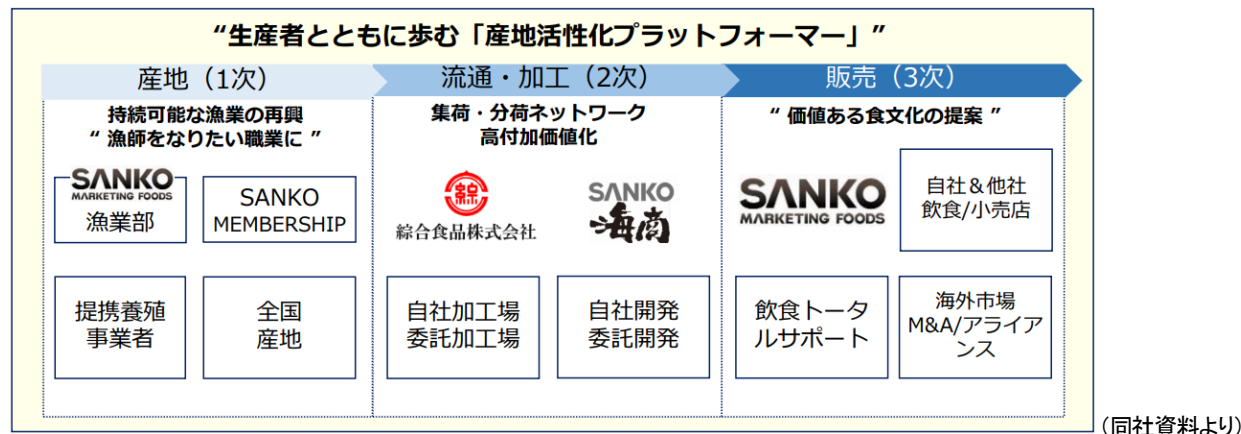 “生産者とともに歩む「産地活性化プラットフォーマー」”
産地（1次）
流通・加工（2次）
販売（3次）
持続可能な漁業の再興
“ 漁師をなりたい職業に ”
集荷・分荷ネットワーク
高付加価値化
“ 価値ある食文化の提案 ”
SANKO
MARKETING FOODS
漁業部
SANKO
MEMBERSHIP
綜
綜合食品株式会社
SANKO
海商
SANKO
MARKETING FOODS
自社＆他社
飲食/小売店
提携養殖
事業者
全国
産地
自社加工場
委託加工場
自社開発
委託開発
飲食トータ
ルサポート
海外市場
M&A/アライア
ンス
（同社資料より）